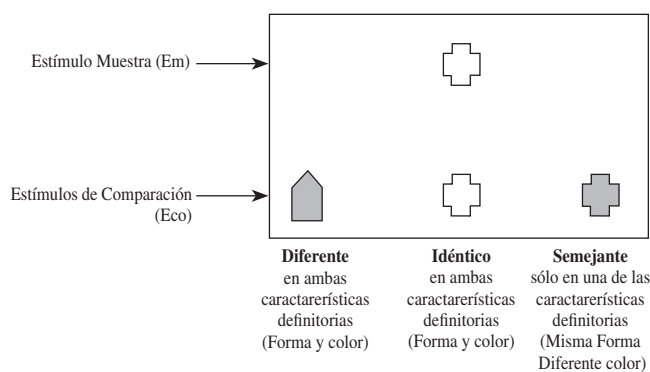 Estímulo Muestra (Em)
Estímulos de Comparación
(Eco)
Diferente
en ambas
caractarerísticas
definitorias
(Forma y color)
Idéntico
en ambas
caractarerísticas
definitorias
(Forma y color)
Semejante
sólo en una de las
caractarerísticas
definitorias
(Misma Forma
Diferente color)